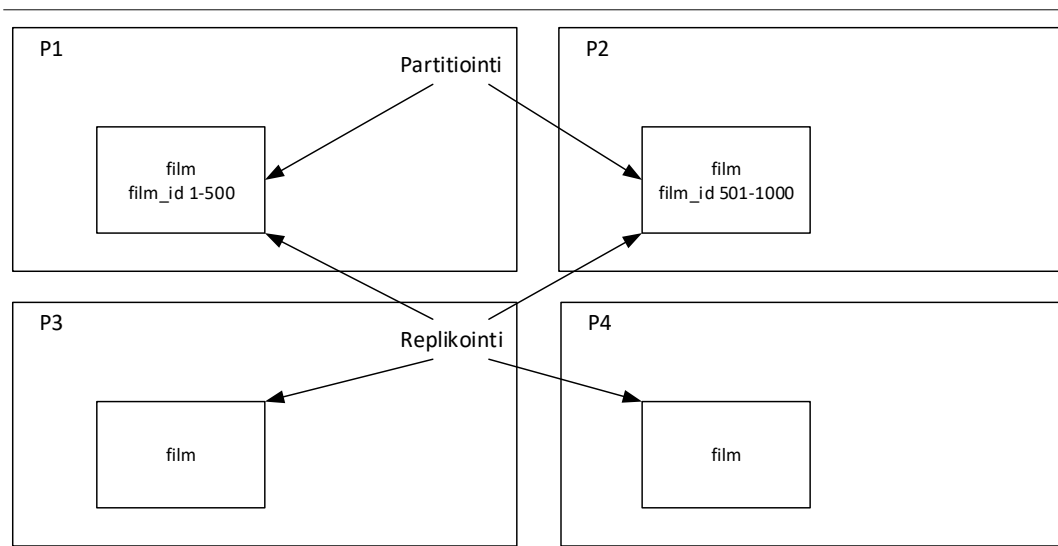 P1
P2
Partitiointi
film
film_id 1-500
film
film_id 501-1000
P3
P4
Replikointi
film
film